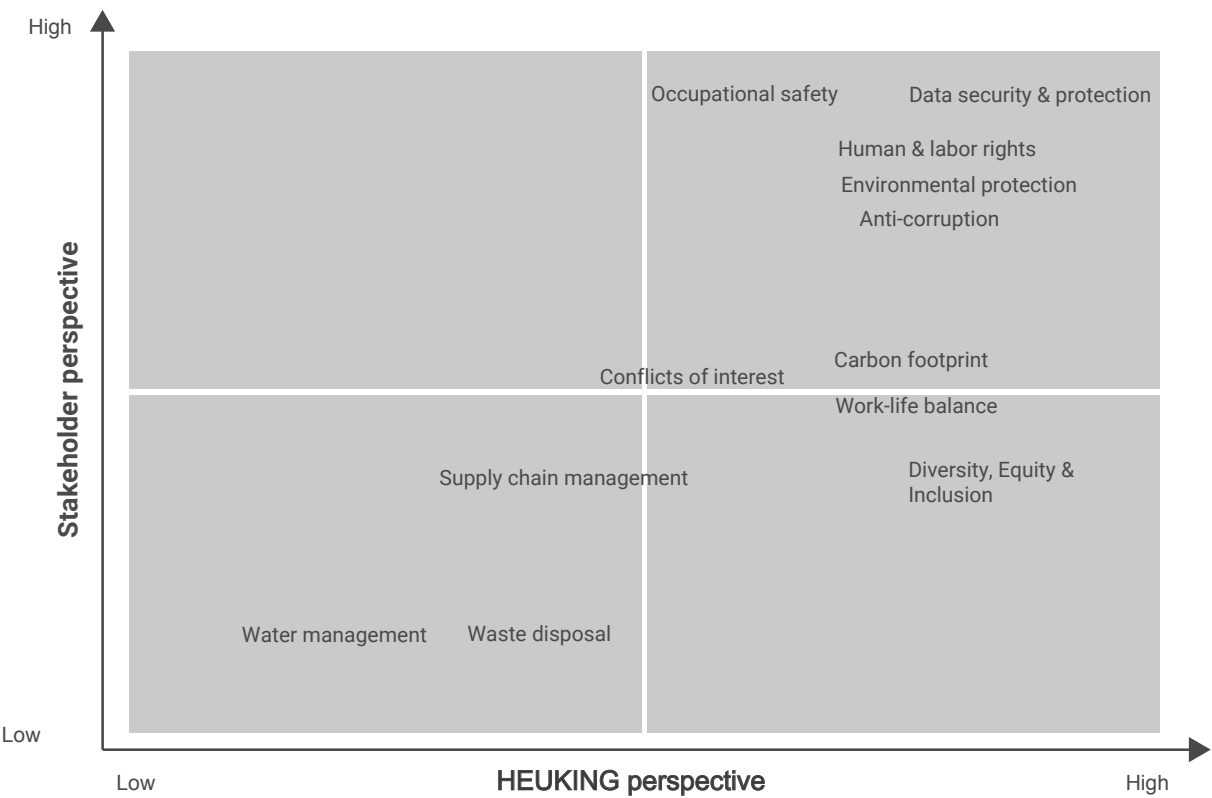 High
Occupational safety
Data security & protection
Human & labor rights
Environmental protection
Anti-corruption
Stakeholder perspective
Carbon footprint
Conflicts of interest
Work-life balance
Supply chain management
Diversity, Equity &
Inclusion
Water management
Waste disposal
Low
Low
HEUKING perspective
High